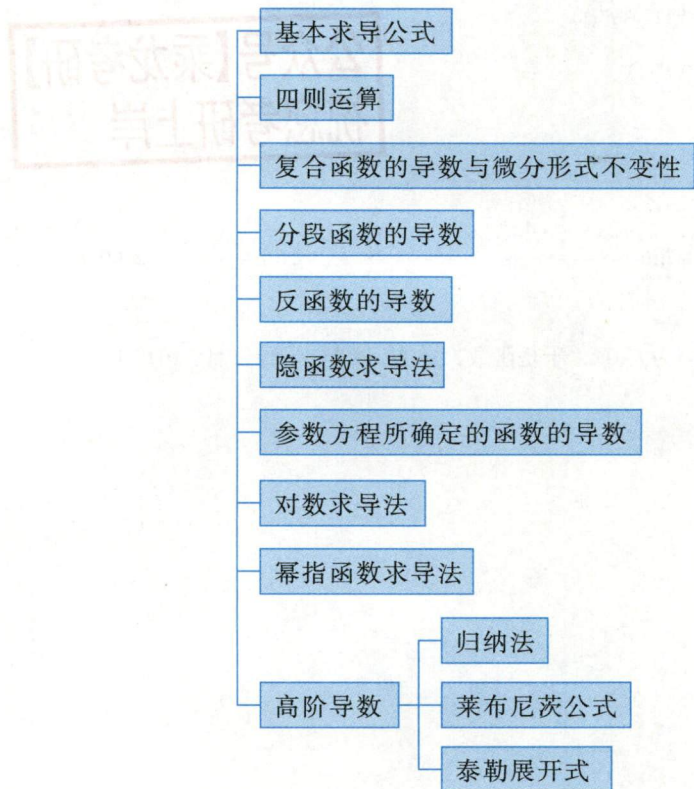 基本求导公式
四则运算
复合函数的导数与微分形式不变性
分段函数的导数
反函数的导数
隐函数求导法
参数方程所确定的函数的导数
对数求导法
幂指函数求导法
高阶导数
归纳法
莱布尼茨公式
泰勒展开式